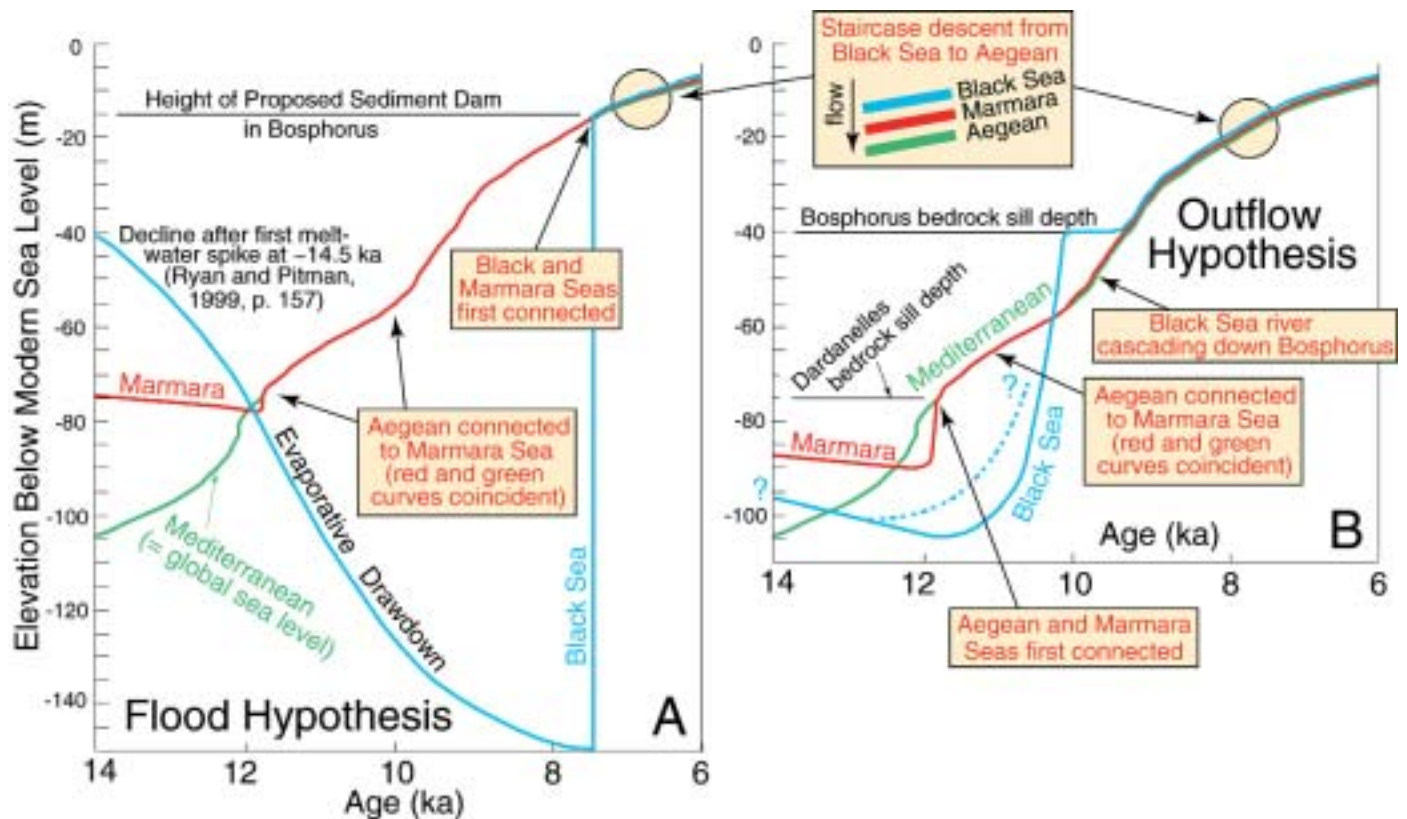 0
-20
-40
-60
-80
-100
-120
-140
Elevation Below Modern Sea Level (m)
Height of Proposed Sediment Dam
in Bosphorus
Decline after first melt-
water spike at ~14.5 ka
(Ryan and Pitman,
1999, p. 157)
Marmara
Black and
Marmara Seas
first connected
Aegean connected
to Marmara Sea
(red and green
curves coincident)
Mediterranean
(= global sea level)
Evaporative Drawdown
Black Sea
Flood Hypothesis
A
14
12
10
8
6
Age (ka)
Staircase descent from
Black Sea to Aegean
flow
Black Sea
Marmara
Aegean
0
-20
-40
-60
-80
-100
Bosphorus bedrock sill depth
Outflow
Hypothesis
Dardanelles
bedrock sill depth
Mediterranean
Black Sea river
cascading down Bosphorus
Aegean connected
to Marmara Sea
(red and green
curves coincident)
Marmara
?
?
Black Sea
Age (ka)
B
14
12
10
8
6
Aegean and Marmara
Seas first connected